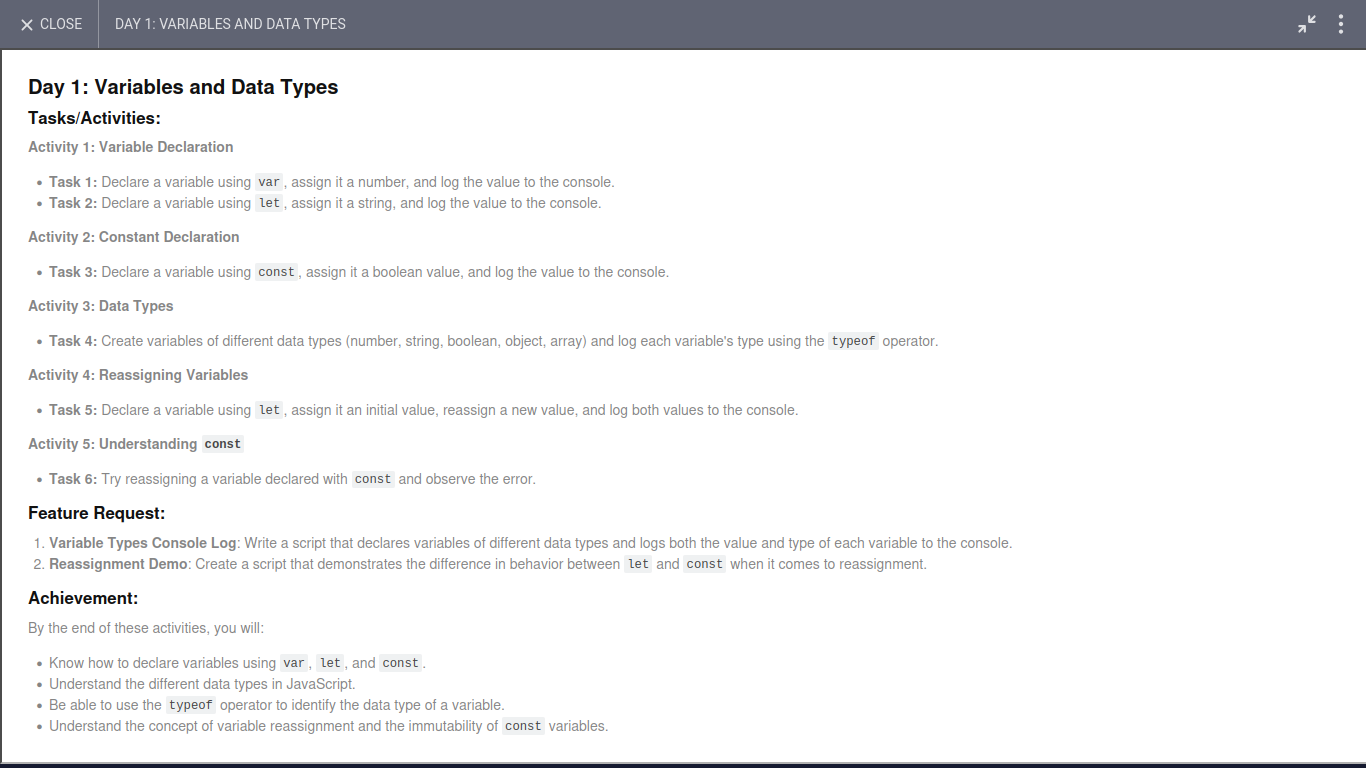 CLOSE
DAY 1: VARIABLES AND DATA TYPES
Day 1: Variables and Data Types
Tasks/Activities:
Activity 1: Variable Declaration
• Task 1: Declare a variable using var, assign it a number, and log the value to the console.
• Task 2: Declare a variable using let, assign it a string, and log the value to the console.
Activity 2: Constant Declaration
• Task 3: Declare a variable using const, assign it a boolean value, and log the value to the console.
Activity 3: Data Types
• Task 4: Create variables of different data types (number, string, boolean, object, array) and log each variable's type using the typeof operator.
Activity 4: Reassigning Variables
• Task 5: Declare a variable using let, assign it an initial value, reassign a new value, and log both values to the console.
Activity 5: Understanding const
• Task 6: Try reassigning a variable declared with const and observe the error.
Feature Request:
1. Variable Types Console Log: Write a script that declares variables of different data types and logs both the value and type of each variable to the console.
2. Reassignment Demo: Create a script that demonstrates the difference in behavior between let and const when it comes to reassignment.
Achievement:
By the end of these activities, you will:
• Know how to declare variables using var, let, and const.
• Understand the different data types in JavaScript.
• Be able to use the typeof operator to identify the data type of a variable.
• Understand the concept of variable reassignment and the immutability of const variables.